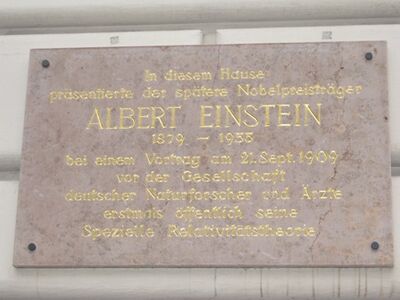 In diesem Hause
präsentierte der spätere Nobelpreisträger
ALBERT EINSTEIN
1879 – 1955
bei einem Vortrag am 21. Sept. 1909
vor der Gesellschaft
deutscher Naturforscher und Ärzte
erstmals öffentlich seine
Spezielle Relativitätstheorie